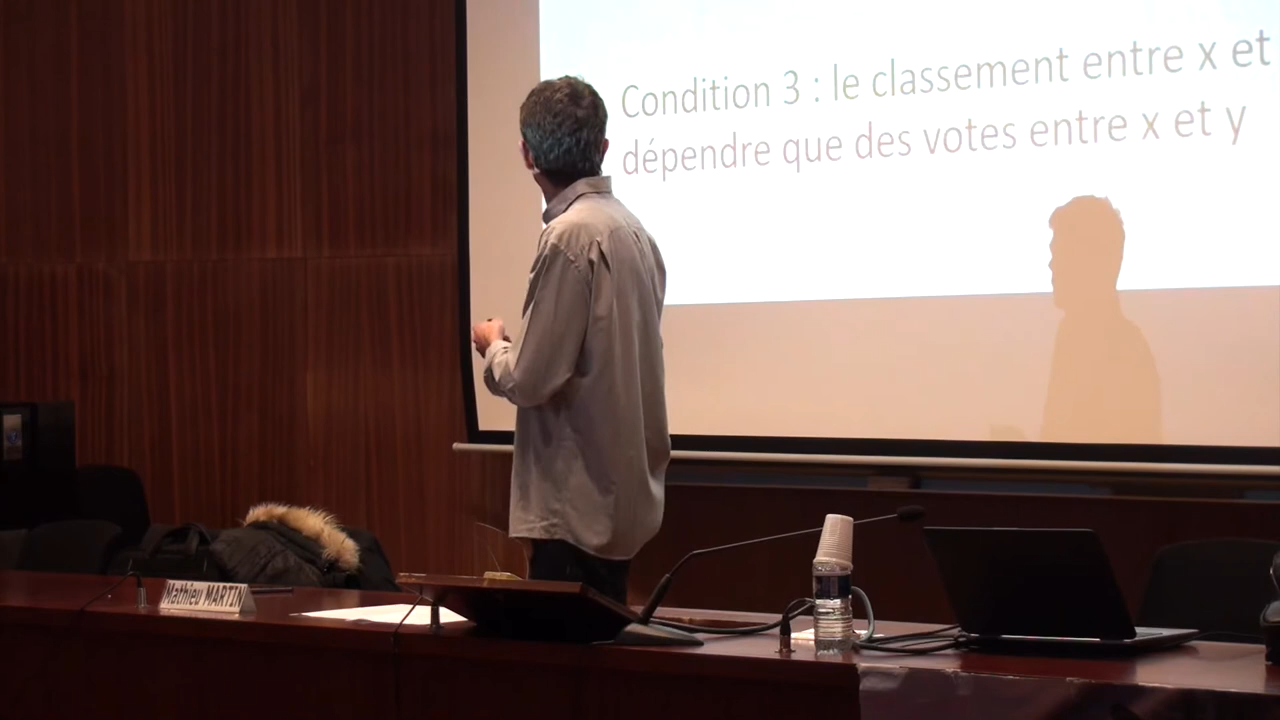 Condition 3 : le classement entre x et
dépendre que des votes entre x et y
Mathieu MARTIN